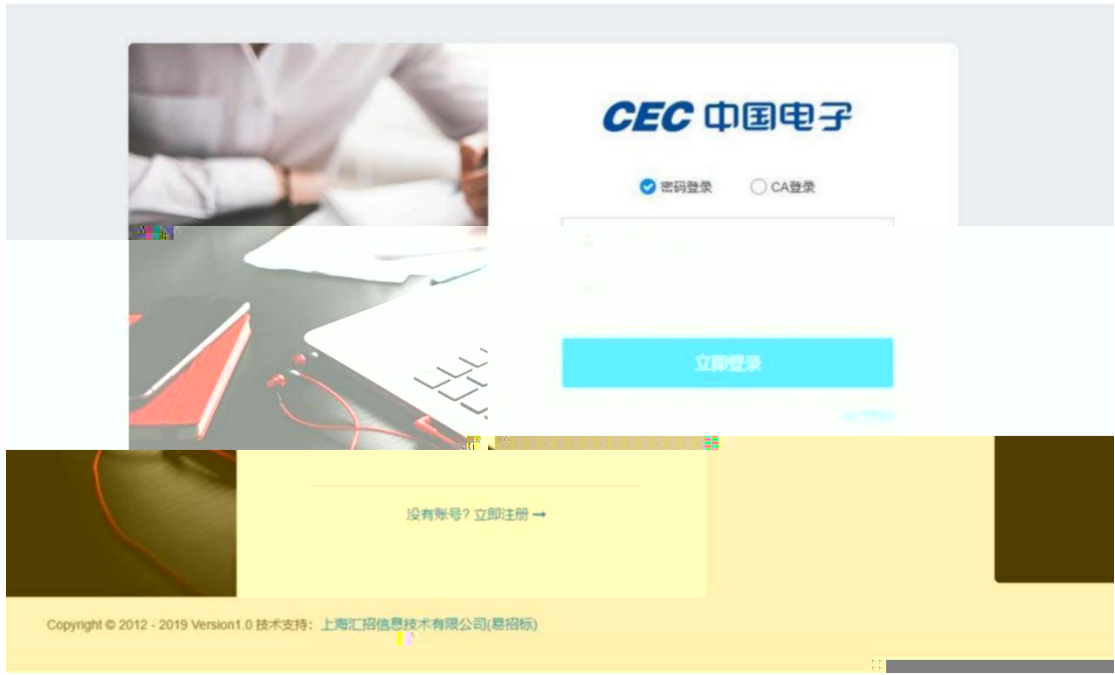 CEC 中国电子
密码登录 CA登录
立即登录
没有账号? 立即注册 →
Copyright © 2012 - 2019 Version1.0 技术支持：上海汇招信息技术有限公司(易招标)